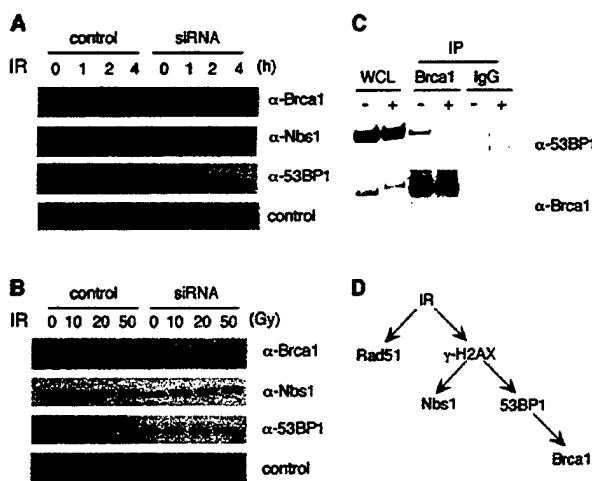 A
control siRNA
IR 0 1 2 4 0 1 2 4 (h)
α-Brca1
α-Nbs1
α-53BP1
control
B
control siRNA
IR 0 10 20 50 0 10 20 50 (Gy)
α-Brca1
α-Nbs1
α-53BP1
control
C
IP
WCL Brca1 IgG
- + - + - +
α-53BP1
α-Brca1
D
IR
Rad51 γ-H2AX
Nbs1 53BP1
Brca1